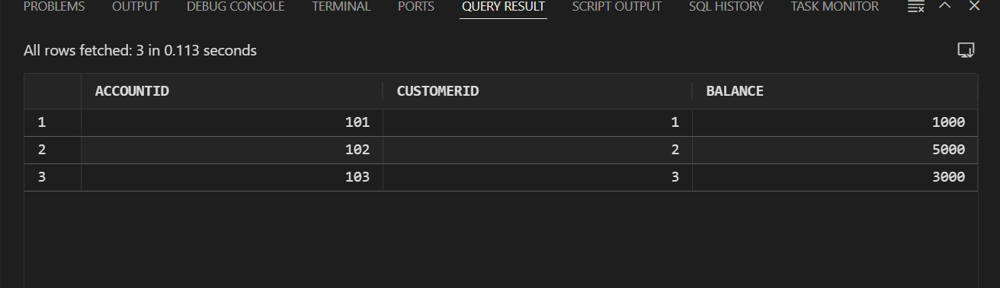 PROBLEMS OUTPUT DEBUG CONSOLE TERMINAL PORTS QUERY RESULT SCRIPT OUTPUT SQL HISTORY TASK MONITOR
All rows fetched: 3 in 0.113 seconds
ACCOUNTID CUSTOMERID BALANCE
1 101 1 1000
2 102 2 5000
3 103 3 3000